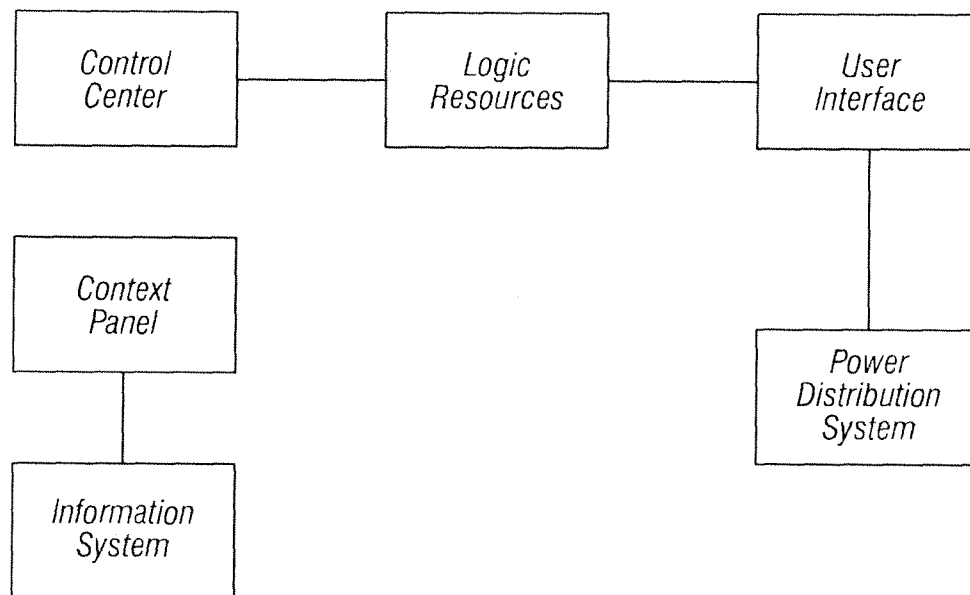 Control
Center
Logic
Resources
User
Interface
Context
Panel
Power
Distribution
System
Information
System